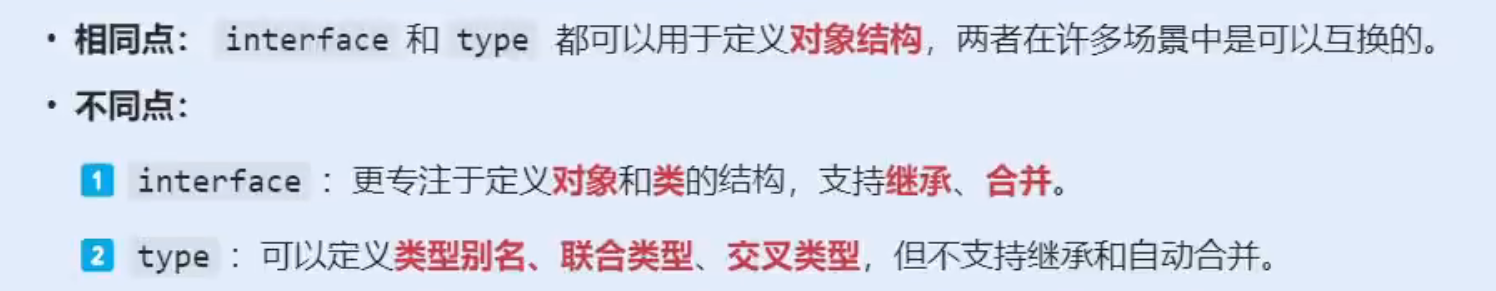 • 相同点： interface 和 type 都可以用于定义对象结构，两者在许多场景中是可以互换的。
• 不同点：
1 interface ：更专注于定义对象和类的结构，支持继承、合并。
2 type ：可以定义类型别名、联合类型、交叉类型，但不支持继承和自动合并。